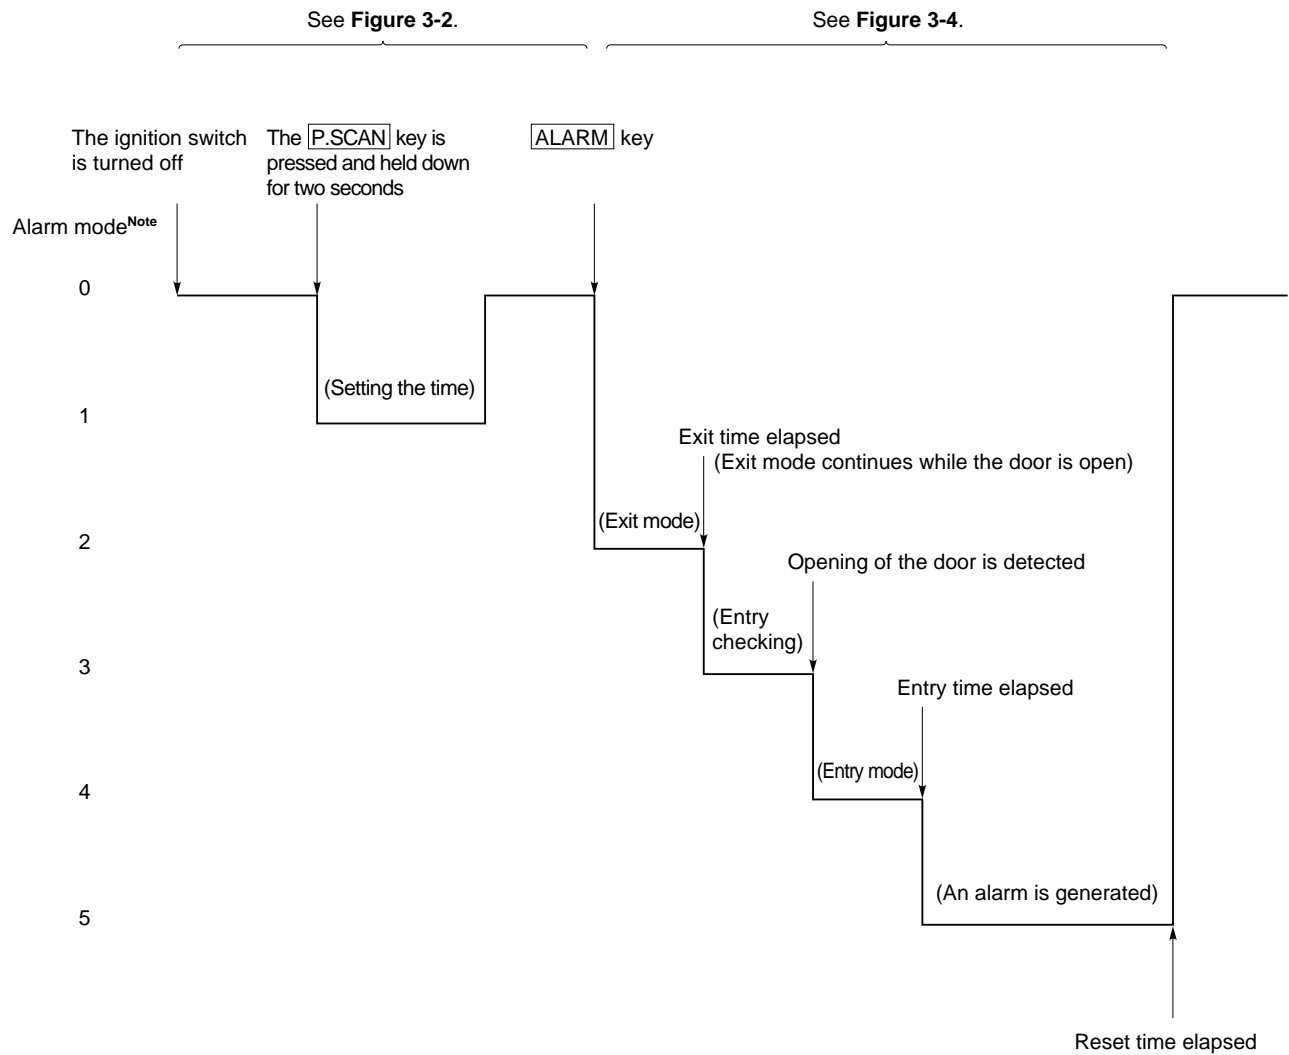 See Figure 3-2.
See Figure 3-4.
The ignition switch
is turned off
The P.SCAN key is
pressed and held down
for two seconds
ALARM key
Alarm modeNote
0
(Setting the time)
1
Exit time elapsed
(Exit mode continues while the door is open)
(Exit mode)
2
Opening of the door is detected
(Entry
checking)
3
Entry time elapsed
(Entry mode)
4
(An alarm is generated)
5
Reset time elapsed